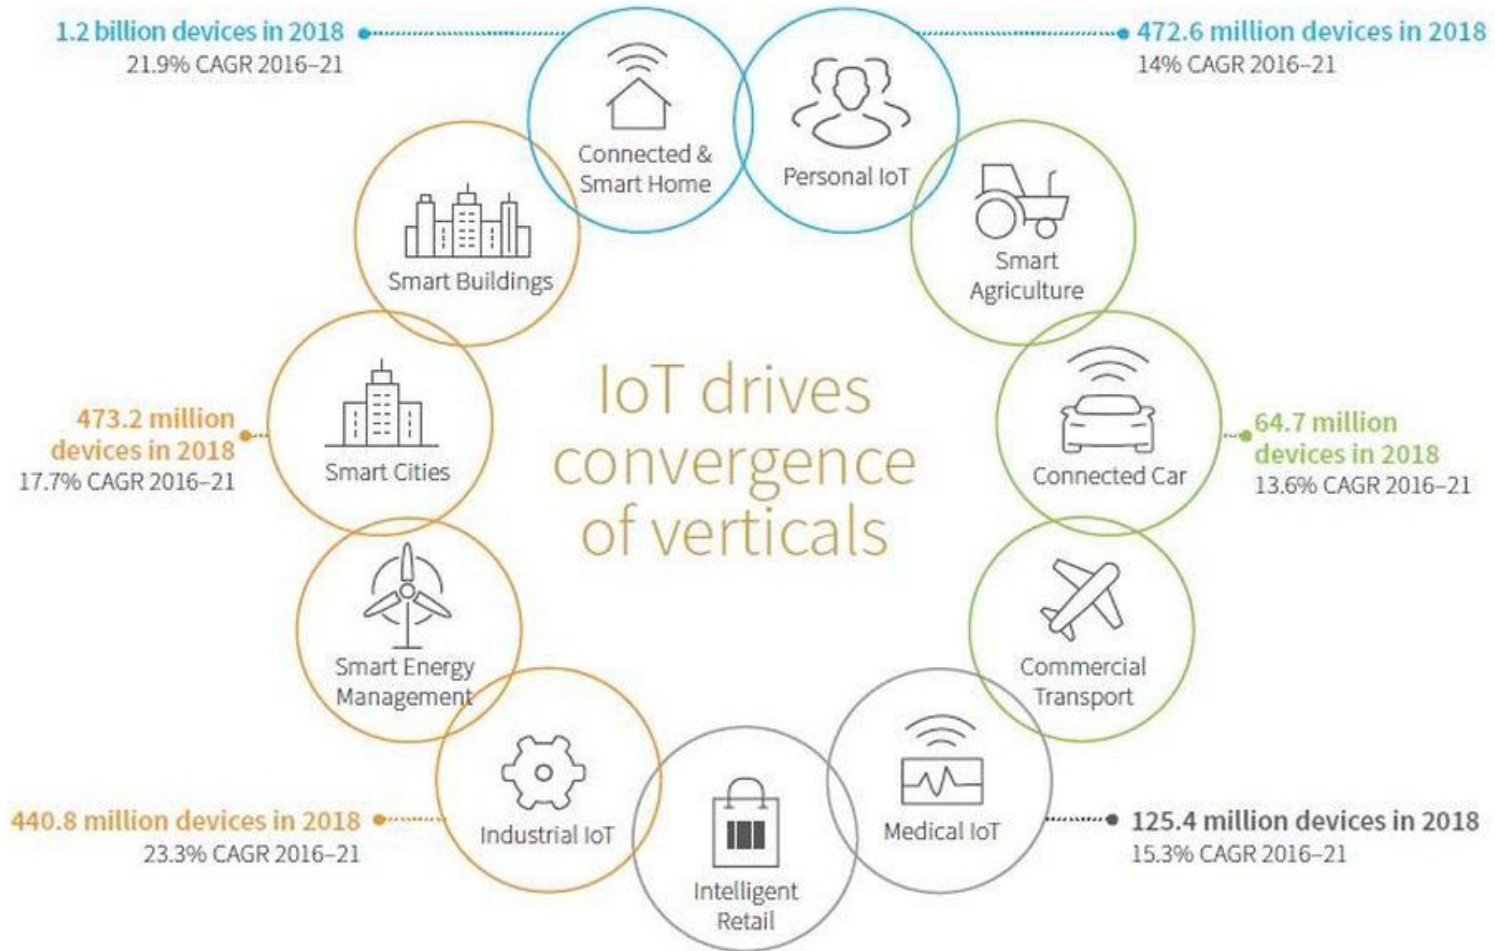 1.2 billion devices in 2018
21.9% CAGR 2016–21
472.6 million devices in 2018
14% CAGR 2016–21
Connected &
Smart Home
Personal IoT
Smart Buildings
Smart
Agriculture
IoT drives
convergence
of verticals
473.2 million
devices in 2018
17.7% CAGR 2016–21
Smart Cities
Connected Car
64.7 million
devices in 2018
13.6% CAGR 2016–21
Smart Energy
Management
Commercial
Transport
440.8 million devices in 2018
23.3% CAGR 2016–21
Industrial IoT
Intelligent
Retail
Medical IoT
125.4 million devices in 2018
15.3% CAGR 2016–21